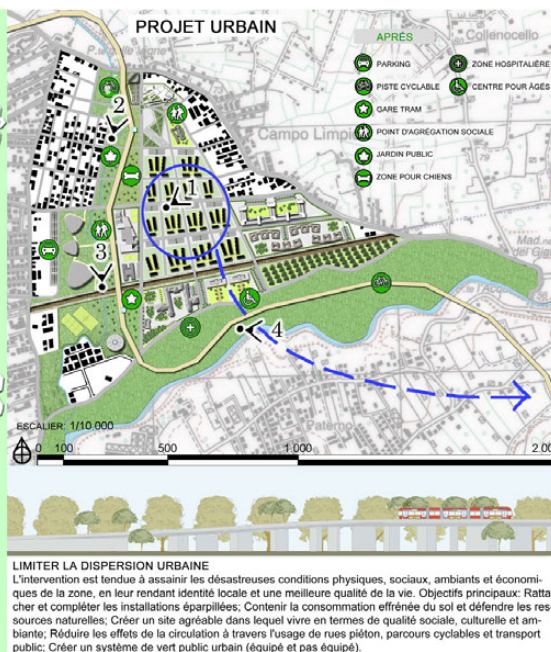 PROJET URBAIN
APRÈS
PARKING
ZONE HOSPITALIÈRE
PISTE CYCLABLE
CENTRE POUR ÂGÉS
GARE TRAM
POINT D'AGRÉGATION SOCIALE
JARDIN PUBLIC
ZONE POUR CHIENS
Collenocello
Campo Limpi
Paterno
1
2
3
4
ESCALIER: 1/10 000
0 100 500 1 000 2.00
LIMITER LA DISPERSION URBAINE
L'intervention est tendue à assainir les désastreuses conditions physiques, sociaux, ambiants et économi-
ques de la zone, en leur rendant identité locale et une meilleure qualité de la vie. Objectifs principaux: Ratta-
cher et compléter les installations éparpillées; Contenir la consommation effrénée du sol et défendre les res-
sources naturelles; Créer un site agréable dans lequel vivre en termes de qualité sociale, culturelle et am-
biante; Réduire les effets de la circulation à travers l'usage de rues piéton, parcours cyclables et transport
public; Créer un système de vert public urbain (équipé et pas équipé).